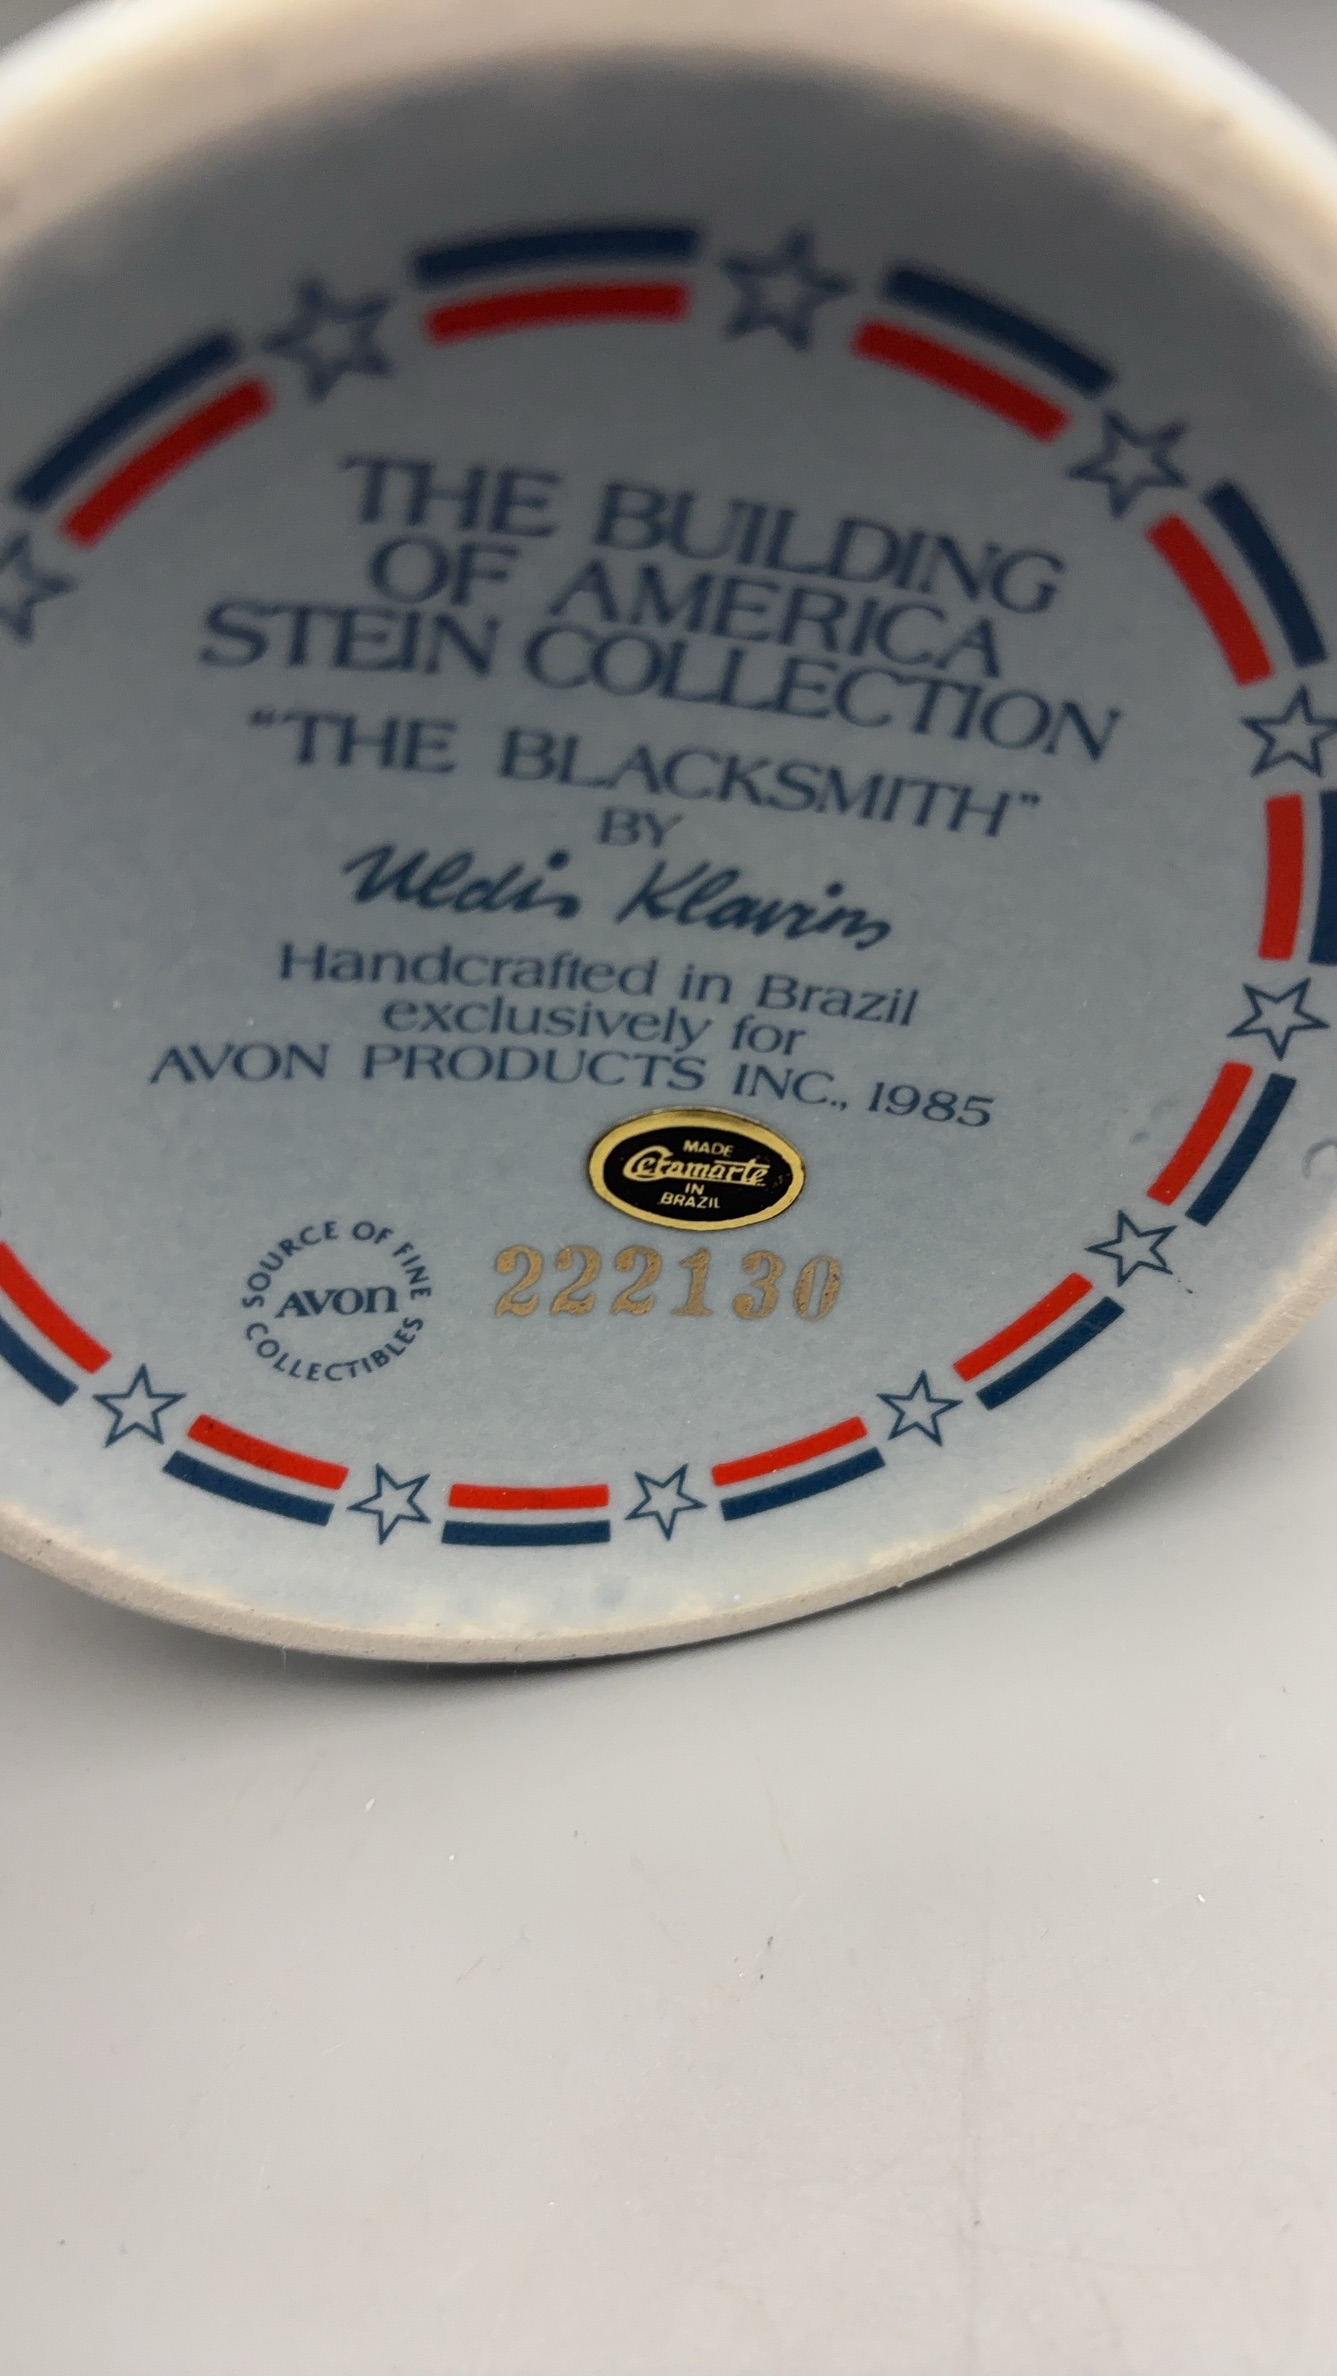 THE BUILDING
OF AMERICA
STEIN COLLECTION
“THE BLACKSMITH”
BY
Uldis Klavins
Handcrafted in Brazil
exclusively for
AVON PRODUCTS INC., 1985
MADE
Ceramarte
IN
BRAZIL
SOURCE OF FINE
AVON
COLLECTIBLES
222130